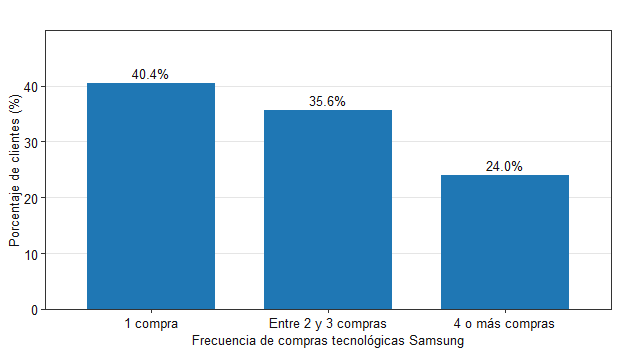 40.4%
35.6%
24.0%
Porcentaje de clientes (%)
40
30
20
10
0
1 compra
Entre 2 y 3 compras
4 o más compras
Frecuencia de compras tecnológicas Samsung